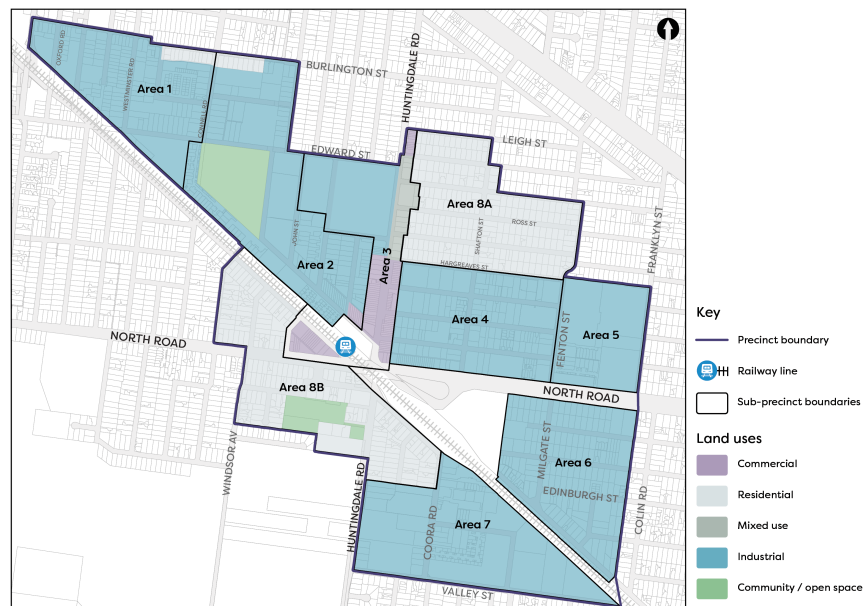 OXFORD RD
WESTMINSTER RD
Area 1
BURLINGTON ST
HUNTINGDALE RD
EDWARD ST
LEIGH ST
Area 8A
ROSS ST
SHAFTON ST
FRANKLYN ST
JOHN ST
Area 2
Area 3
HARGREAVES ST
Area 4
FENTON ST
Area 5
NORTH ROAD
NORTH ROAD
Area 8B
WINDSOR AV
HUNTINGDALE RD
COORA RD
Area 7
VALLEY ST
MILGATE ST
Area 6
EDINBURGH ST
COLIN RD
Key
Precinct boundary
Railway line
Sub-precinct boundaries
Land uses
Commercial
Residential
Mixed use
Industrial
Community / open space